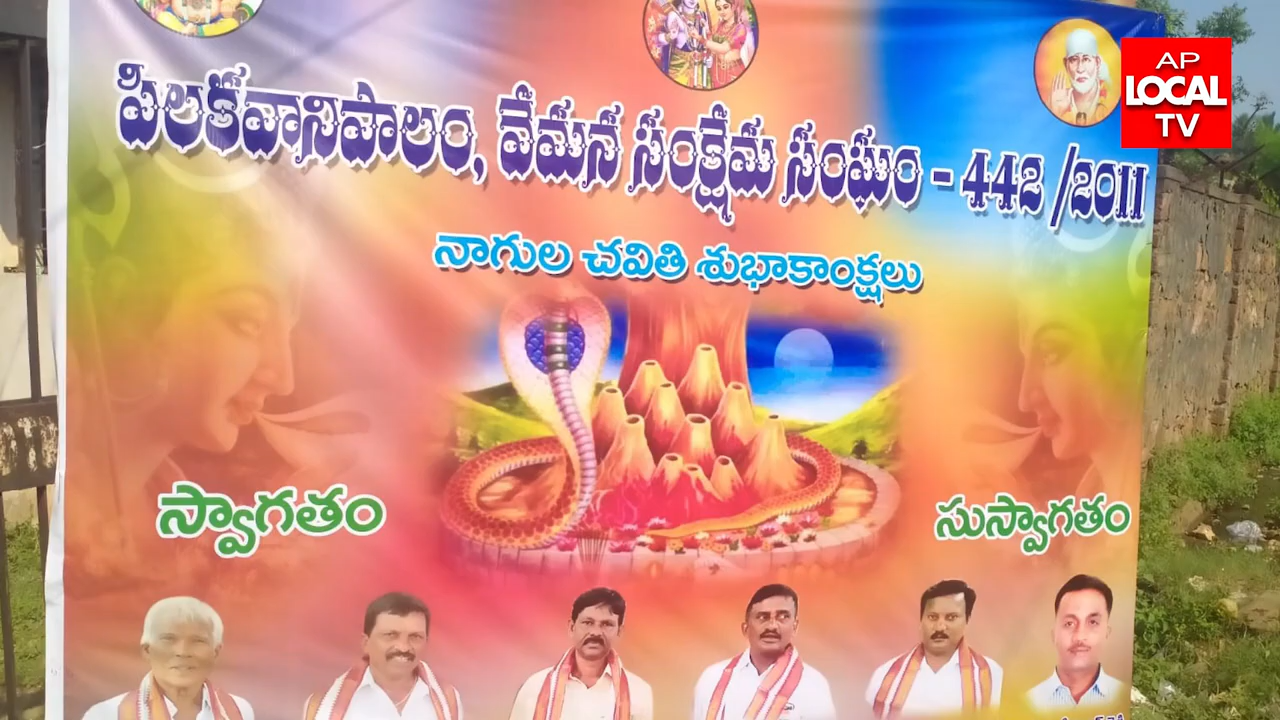 AP
LOCAL
TV
పిలకవానిపాలం, వేమన సంక్షేమ సంఘం - 442 /2011
నాగుల చవితి శుభాకాంక్షలు
స్వాగతం
సుస్వాగతం